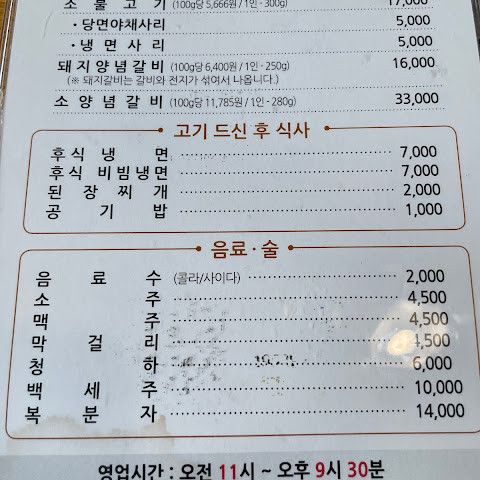 소 불 고 기 (100g당 5,666원 / 1인 - 300g) 17,000
· 당면야채사리 5,000
· 냉 면 사 리 5,000
돼지양념갈비 (100g당 6,400원 / 1인 - 250g) 16,000
(※ 돼지갈비는 갈비와 전지가 섞여서 나옵니다.)
소양념갈비 (100g당 11,785원 / 1인 - 280g) 33,000
고기 드신 후 식사
후식 냉 면 7,000
후식 비빔냉면 7,000
된 장 찌 개 2,000
공 기 밥 1,000
음료 · 술
음 료 수 (콜라/사이다) 2,000
소 주 4,500
맥 주 4,500
막 걸 리 4,500
청 하 6,000
백 세 주 10,000
복 분 자 14,000
영업시간 : 오전 11시 ~ 오후 9시 30분